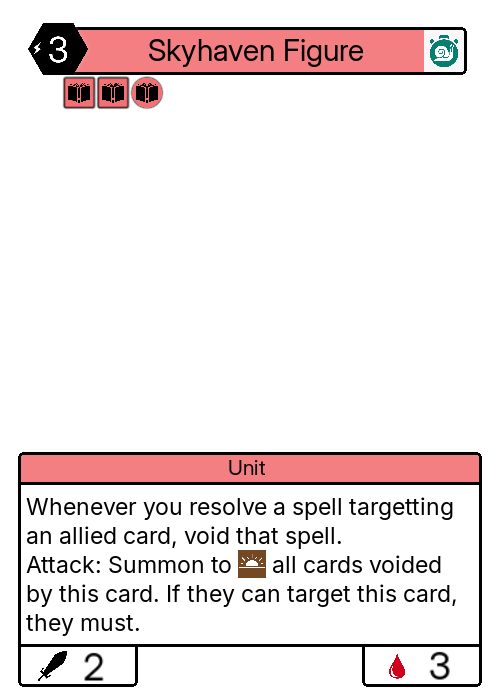 3
Skyhaven Figure
Unit
Whenever you resolve a spell targetting
an allied card, void that spell.
Attack: Summon to all cards voided
by this card. If they can target this card,
they must.
2
3